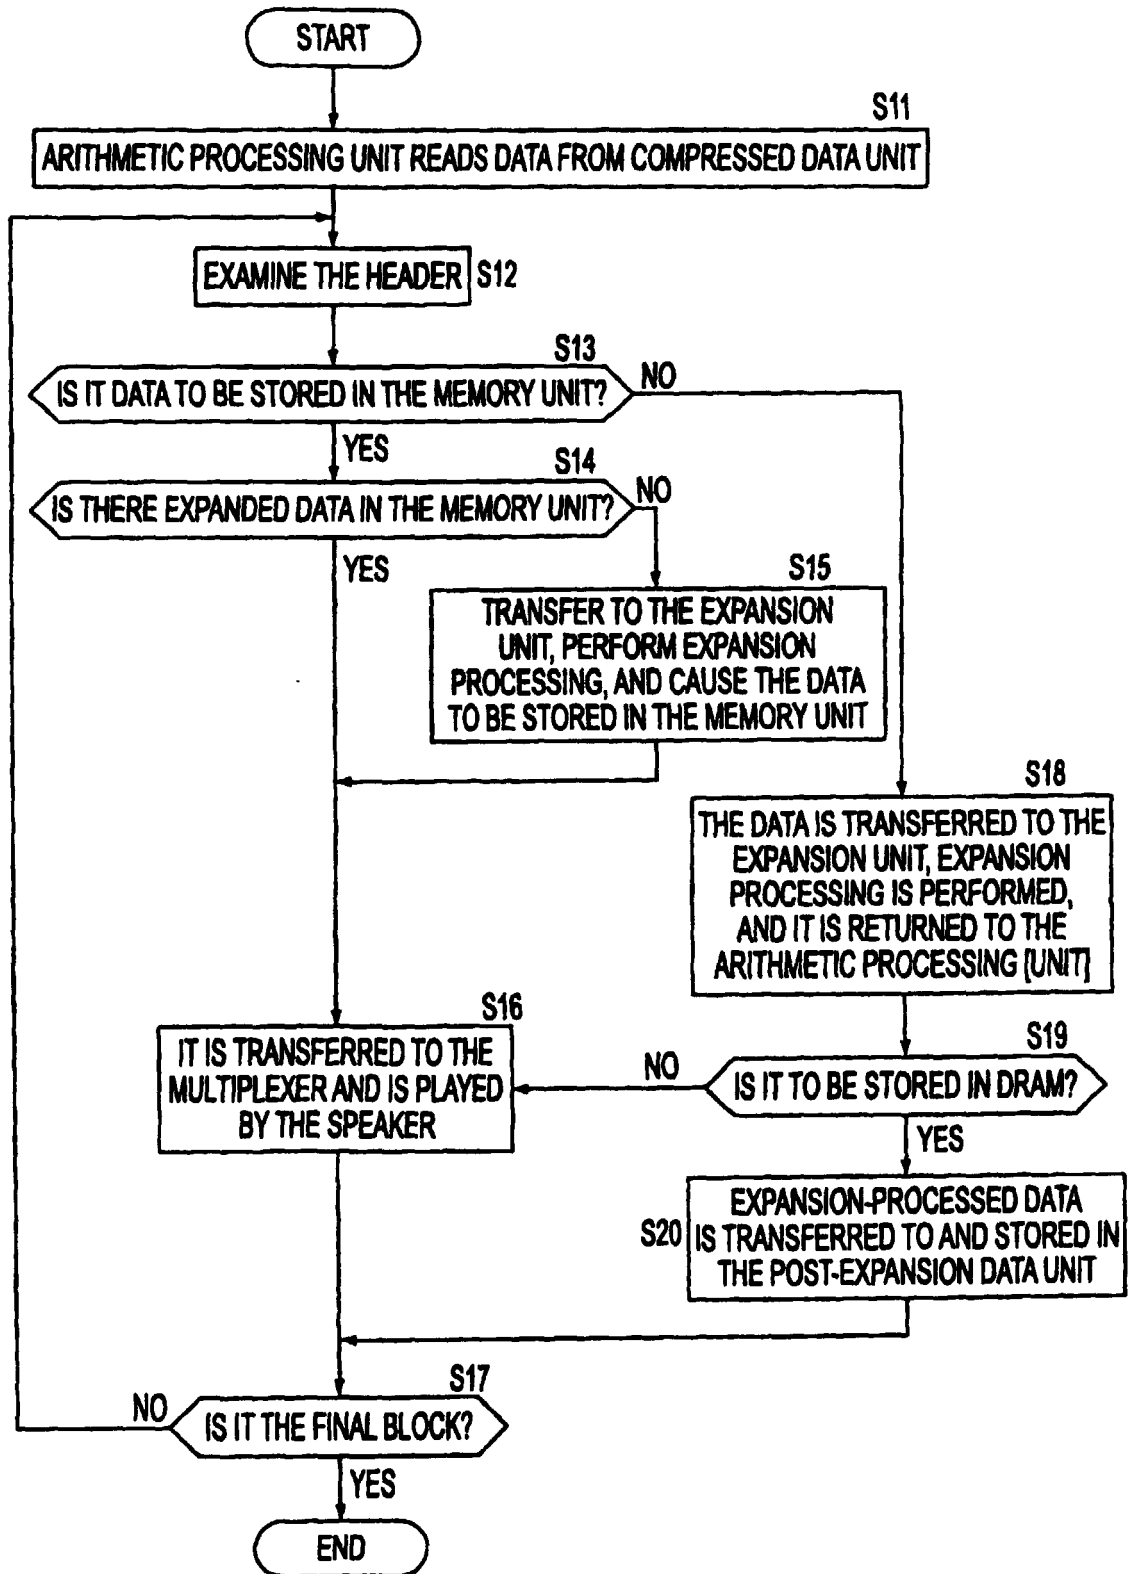 START
S11
ARITHMETIC PROCESSING UNIT READS DATA FROM COMPRESSED DATA UNIT
EXAMINE THE HEADER
S12
S13
IS IT DATA TO BE STORED IN THE MEMORY UNIT?
NO
YES
S14
IS THERE EXPANDED DATA IN THE MEMORY UNIT?
NO
YES
S15
TRANSFER TO THE EXPANSION
UNIT, PERFORM EXPANSION
PROCESSING, AND CAUSE THE DATA
TO BE STORED IN THE MEMORY UNIT
S18
THE DATA IS TRANSFERRED TO THE
EXPANSION UNIT, EXPANSION
PROCESSING IS PERFORMED,
AND IT IS RETURNED TO THE
ARITHMETIC PROCESSING [UNIT]
S16
IT IS TRANSFERRED TO THE
MULTIPLEXER AND IS PLAYED
BY THE SPEAKER
S19
NO
IS IT TO BE STORED IN DRAM?
YES
S20
EXPANSION-PROCESSED DATA
IS TRANSFERRED TO AND STORED IN
THE POST-EXPANSION DATA UNIT
S17
NO
IS IT THE FINAL BLOCK?
YES
END